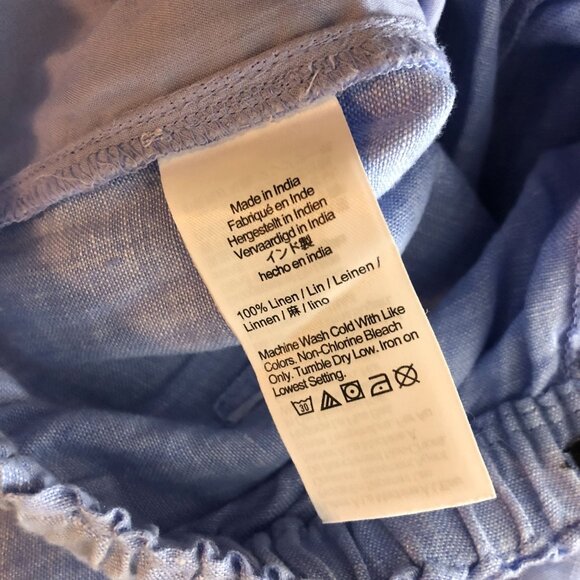 Made in India
Fabriqué en Inde
Hergestellt in Indien
Vervaardigd in India
インド製
hecho en india
100% Linen / Lin / Leinen /
Linnen / 麻 / lino
Machine Wash Cold With Like
Colors. Non-Chlorine Bleach
Only. Tumble Dry Low. Iron on
Lowest Setting.
30